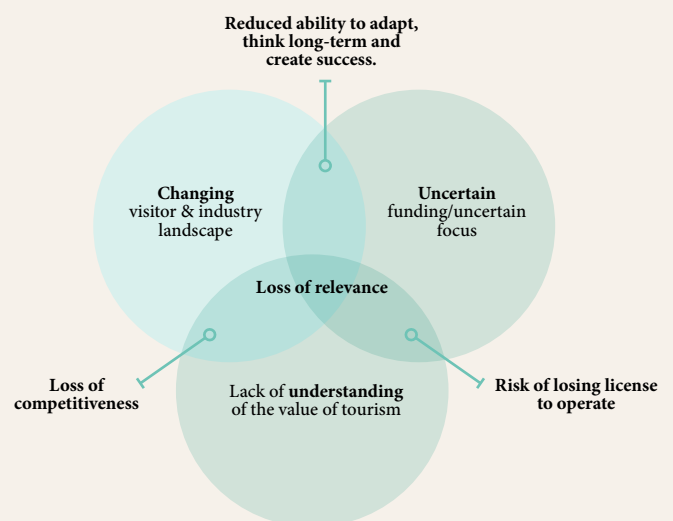 Reduced ability to adapt,
think long-term and
create success.
Changing
visitor & industry
landscape
Uncertain
funding/uncertain
focus
Loss of relevance
Loss of
competitiveness
Lack of understanding
of the value of tourism
Risk of losing license
to operate